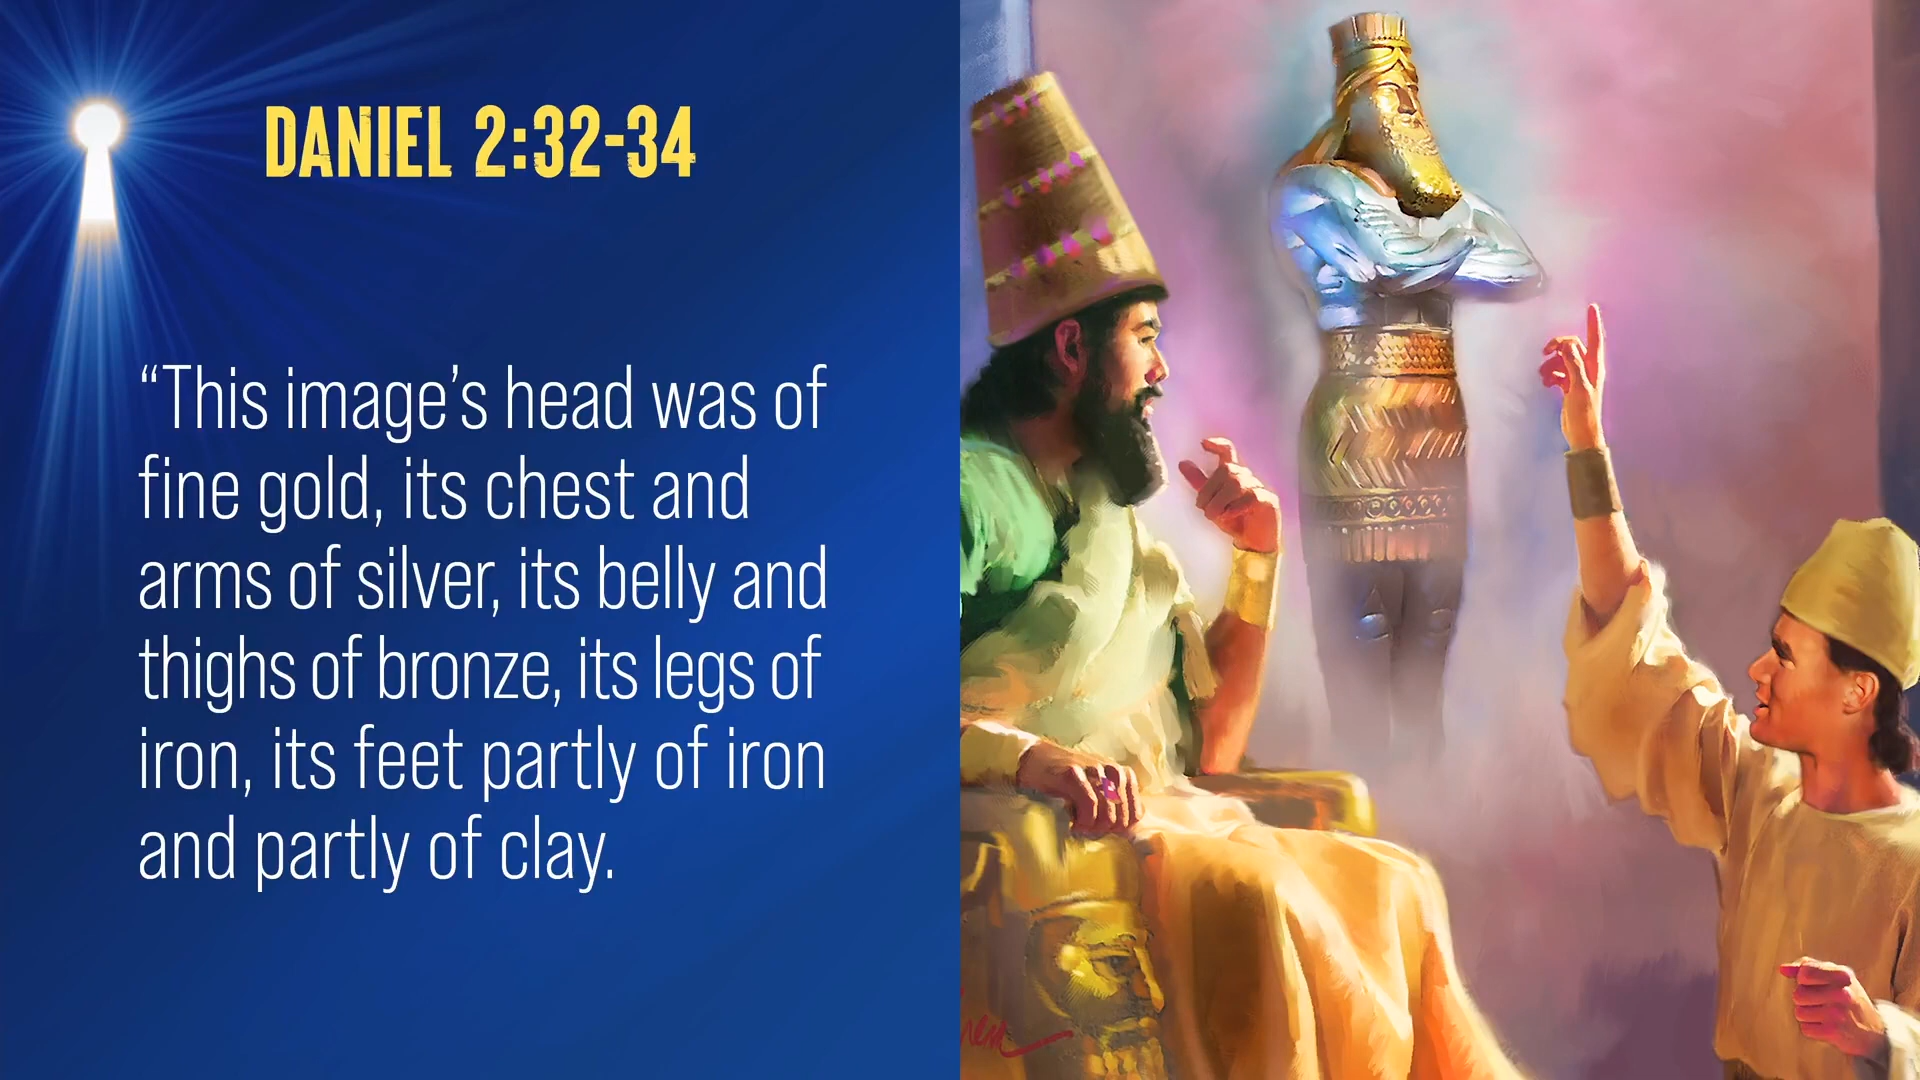 DANIEL 2:32-34
“This image’s head was of
fine gold, its chest and
arms of silver, its belly and
thighs of bronze, its legs of
iron, its feet partly of iron
and partly of clay.